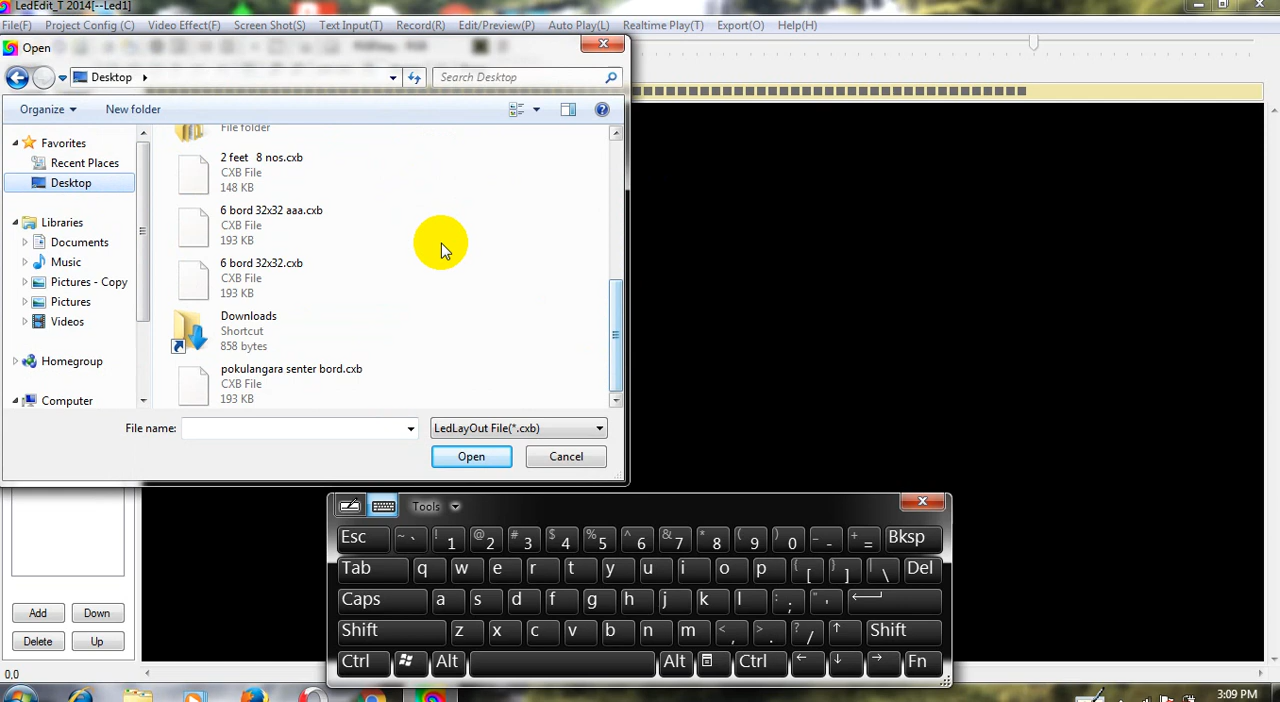 LedEdit_T 2014[--Led1]
File(F) Project Config (C) Video Effect(F) Screen Shot(S) Text Input(T) Record(R) Edit/Preview(P) Auto Play(L) Realtime Play(T) Export(O) Help(H)
Open
Desktop
Search Desktop
Organize New folder
Favorites
Recent Places
Desktop
Libraries
Documents
Music
Pictures - Copy
Pictures
Videos
Homegroup
Computer
File folder
2 feet 8 nos.cxb
CXB File
148 KB
6 bord 32x32 aaa.cxb
CXB File
193 KB
6 bord 32x32.cxb
CXB File
193 KB
Downloads
Shortcut
858 bytes
pokulangara senter bord.cxb
CXB File
193 KB
File name: LedLayOut File(*.cxb)
Open Cancel
Tools
Esc ~ ` ! 1 @ 2 # 3 $ 4 % 5 ^ 6 & 7 * 8 ( 9 ) 0 _ - + = Bksp
Tab q w e r t y u i o p { [ } ] | \ Del
Caps a s d f g h j k l : ; " '
Shift z x c v b n m < , > . ? / Shift
Ctrl Alt Alt Ctrl Fn
Add Down
Delete Up
0,0
3:09 PM